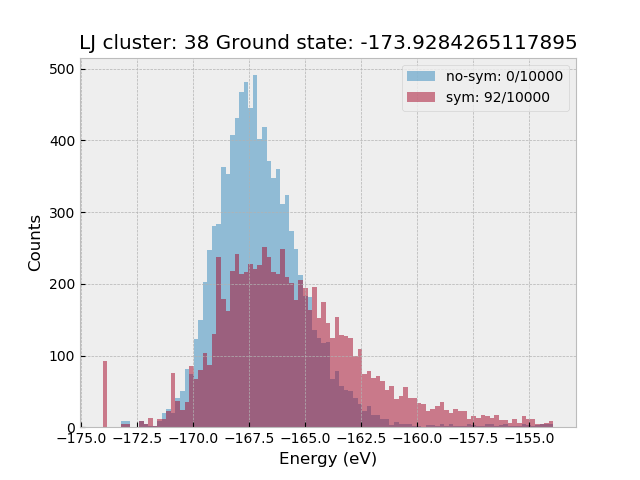 LJ cluster: 38 Ground state: -173.9284265117895
no-sym: 0/10000
sym: 92/10000
Counts
500
400
300
200
100
0
−175.0 −172.5 −170.0 −167.5 −165.0 −162.5 −160.0 −157.5 −155.0
Energy (eV)